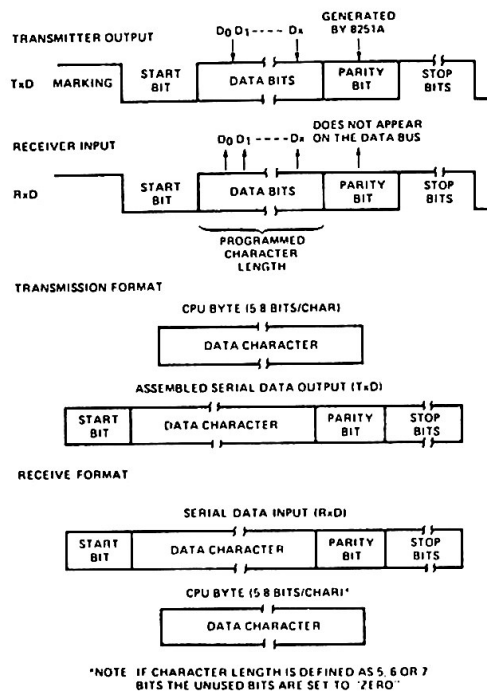 GENERATED
TRANSMITTER OUTPUT D0 D1 ---- Dx BY 8251A
TxD MARKING START BIT DATA BITS PARITY BIT STOP BITS
RECEIVER INPUT D0 D1 ---- Dx DOES NOT APPEAR ON THE DATA BUS
RxD START BIT DATA BITS PARITY BIT STOP BITS
PROGRAMMED
CHARACTER
LENGTH
TRANSMISSION FORMAT
CPU BYTE (5 8 BITS/CHAR)
DATA CHARACTER
ASSEMBLED SERIAL DATA OUTPUT (TxD)
START BIT DATA CHARACTER PARITY BIT STOP BITS
RECEIVE FORMAT
SERIAL DATA INPUT (RxD)
START BIT DATA CHARACTER PARITY BIT STOP BITS
CPU BYTE (5 8 BITS/CHAR)*
DATA CHARACTER
*NOTE IF CHARACTER LENGTH IS DEFINED AS 5, 6 OR 7
BITS THE UNUSED BITS ARE SET TO "ZERO"